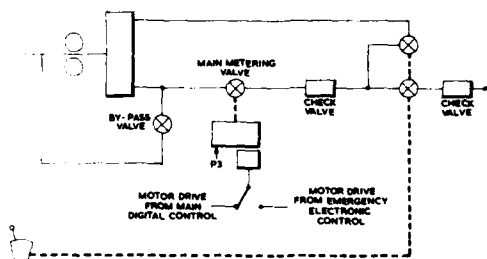 MAIN METERING
VALVE
BY-PASS
VALVE
CHECK
VALVE
CHECK
VALVE
P3
MOTOR DRIVE
FROM MAIN
DIGITAL CONTROL
MOTOR DRIVE
FROM EMERGENCY
ELECTRONIC
CONTROL